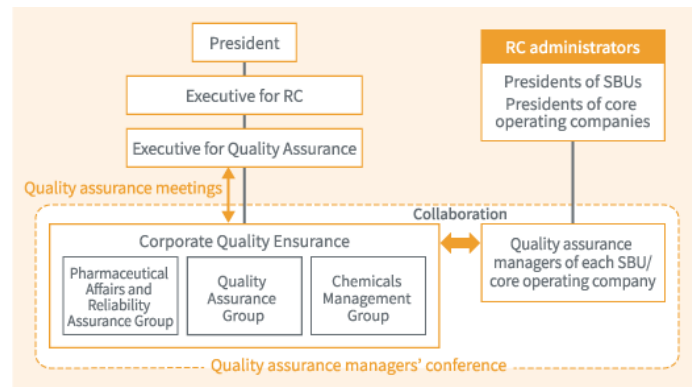 President
RC administrators
Presidents of SBUs
Presidents of core
operating companies
Executive for RC
Executive for Quality Assurance
Quality assurance meetings
Collaboration
Corporate Quality Ensurance
Pharmaceutical
Affairs and
Reliability
Assurance Group
Quality
Assurance
Group
Chemicals
Management
Group
Quality assurance
managers of each SBU/
core operating company
Quality assurance managers’ conference